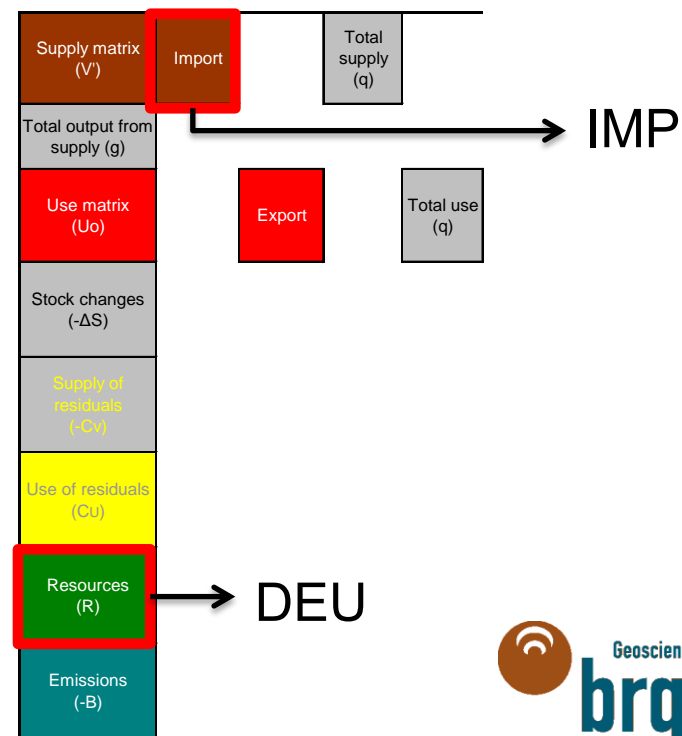 Supply matrix
(V')
Import
Total
supply
(q)
IMP
Total output from
supply (g)
Use matrix
(Uo)
Export
Total use
(q)
Stock changes
(-ΔS)
Supply of
residuals
(-Cv)
Use of residuals
(CU)
Resources
(R)
DEU
Emissions
(-B)
Geoscien
brg